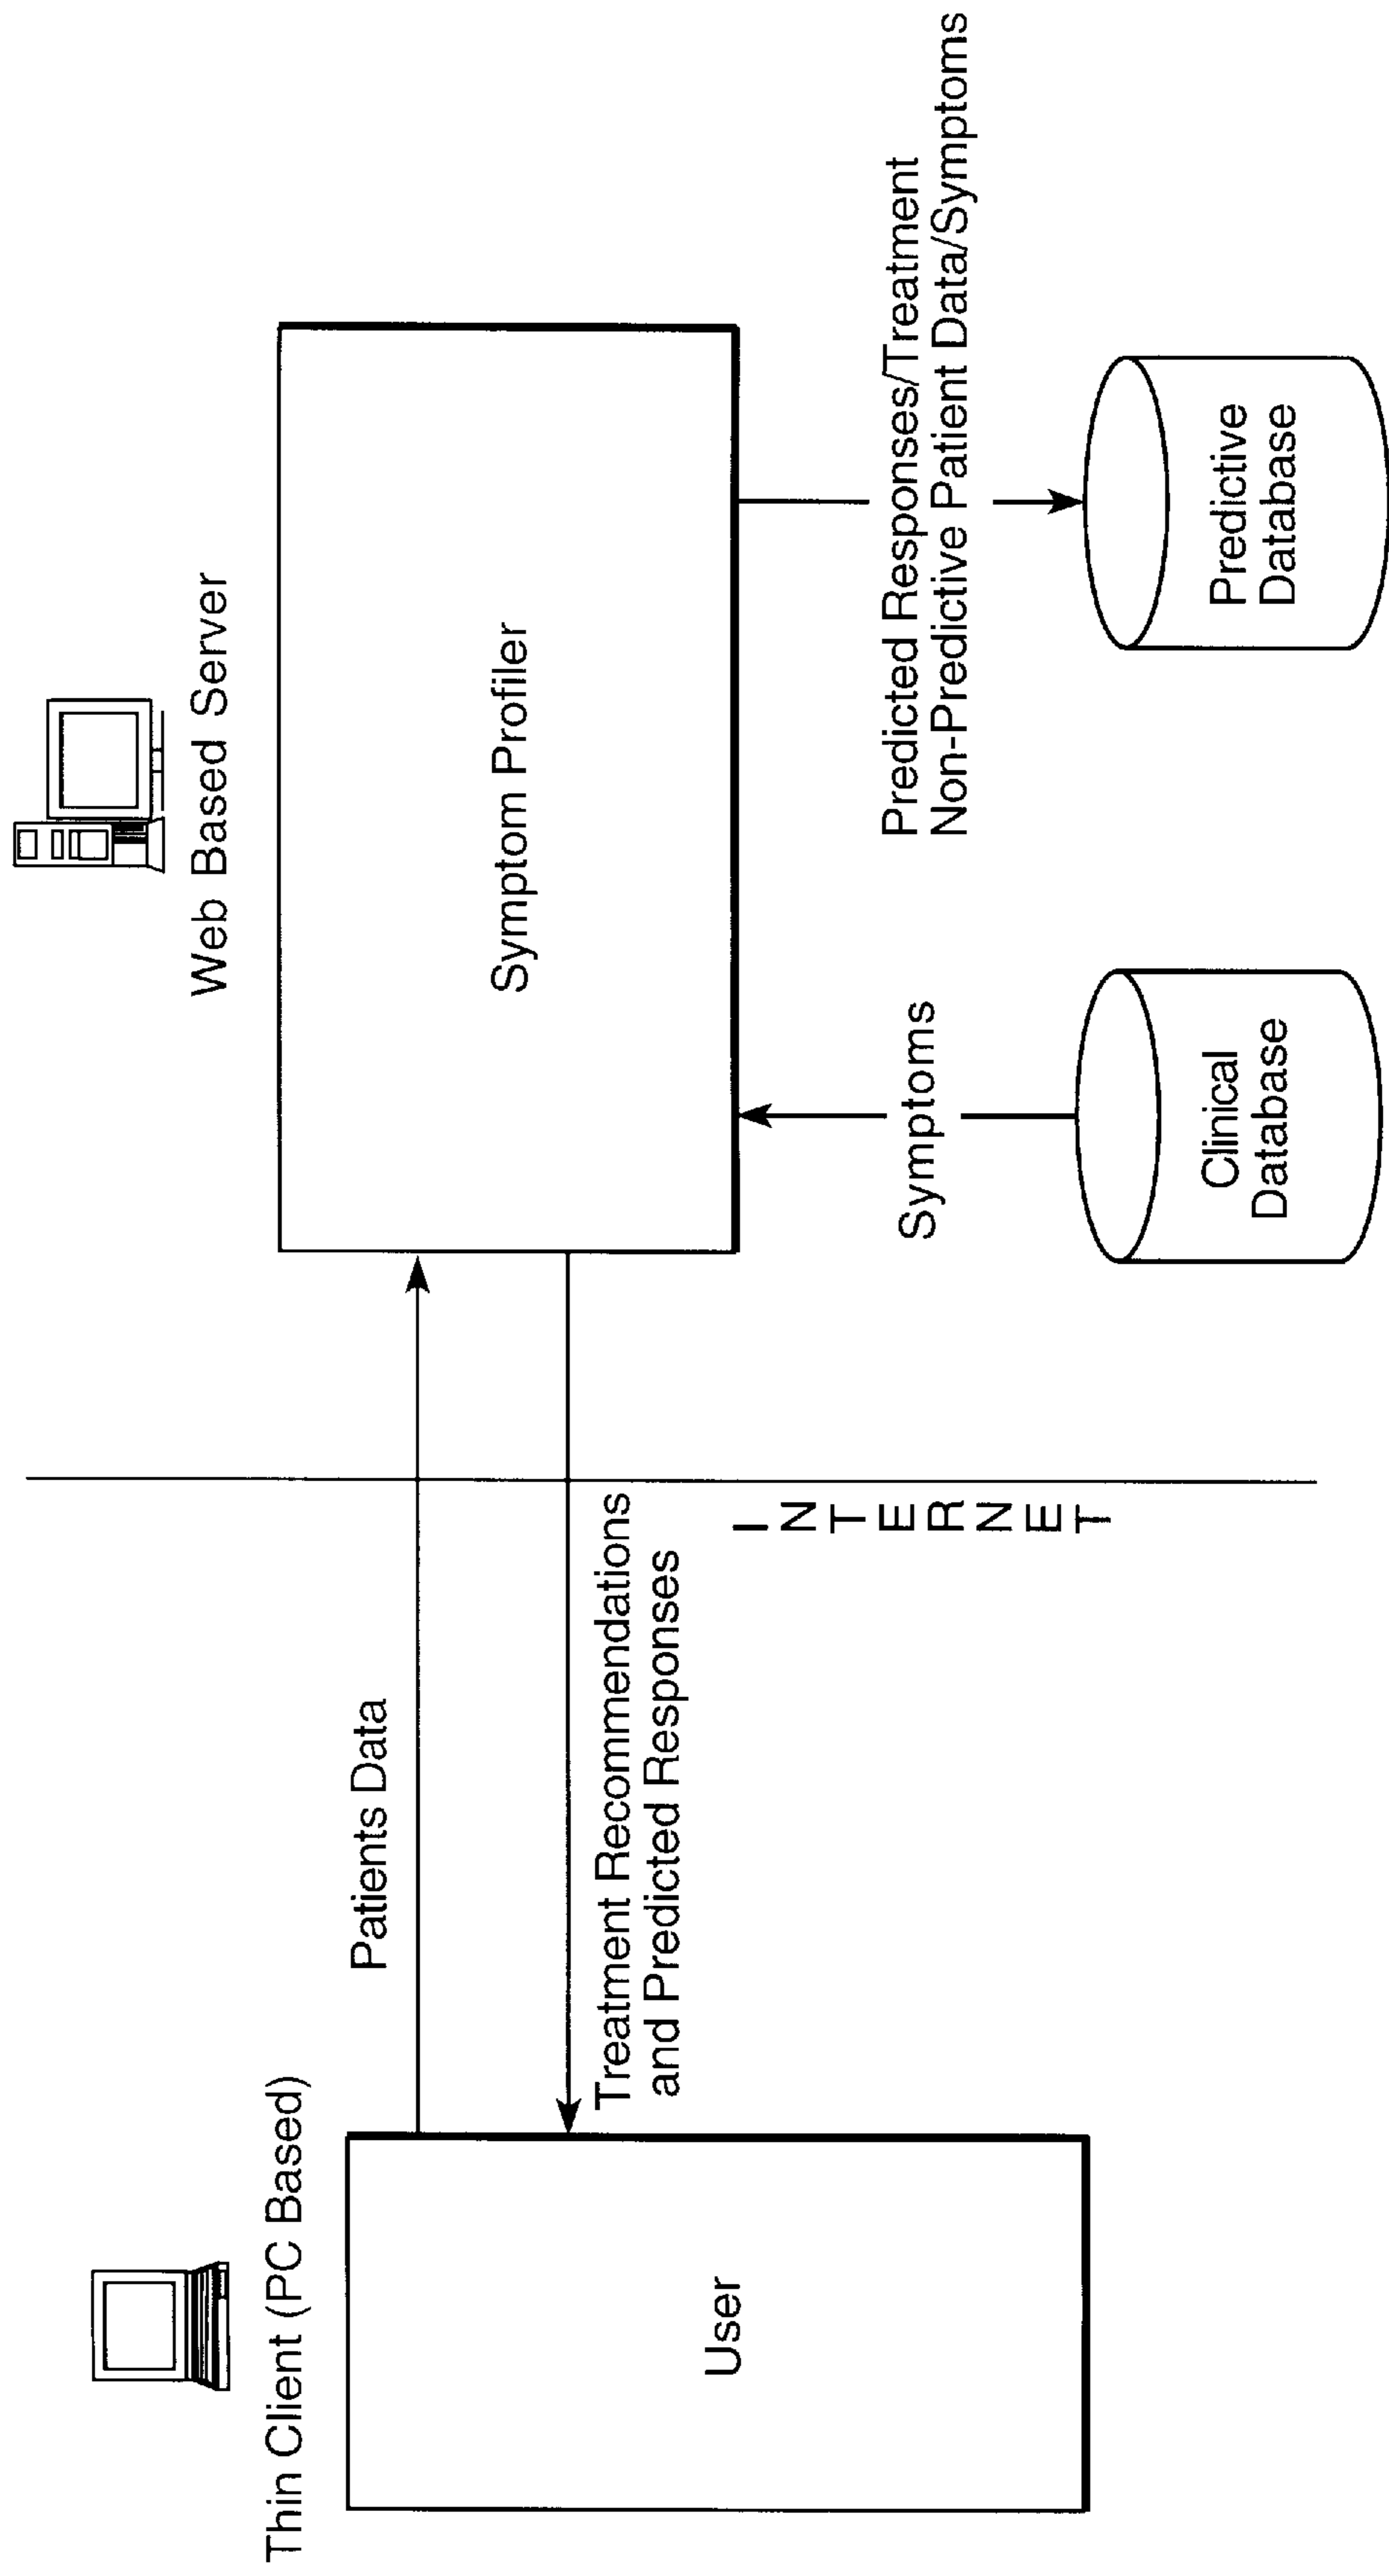 Thin Client (PC Based)
User
Patients Data
Treatment Recommendations
and Predicted Responses
INTERNET
Web Based Server
Symptom Profiler
Symptoms
Clinical
Database
Predicted Responses/Treatment
Non-Predictive Patient Data/Symptoms
Predictive
Database